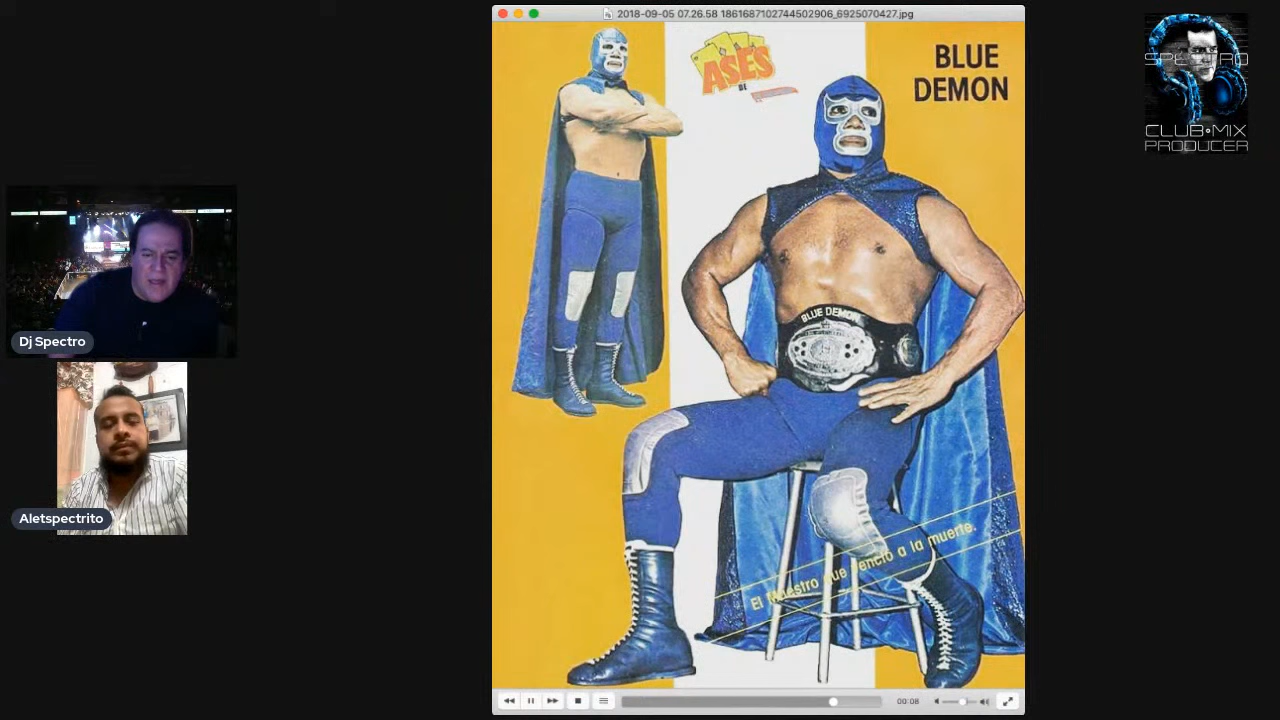 2018-09-05 07.26.58 1861687102744502906_6925070427.jpg
ASES
DE
BLUE
DEMON
BLUE DEMON
El Maestro que venció a la muerte.
00:08
SPECTRO
CLUB•MIX
PRODUCER
Dj Spectro
Aletspectrito